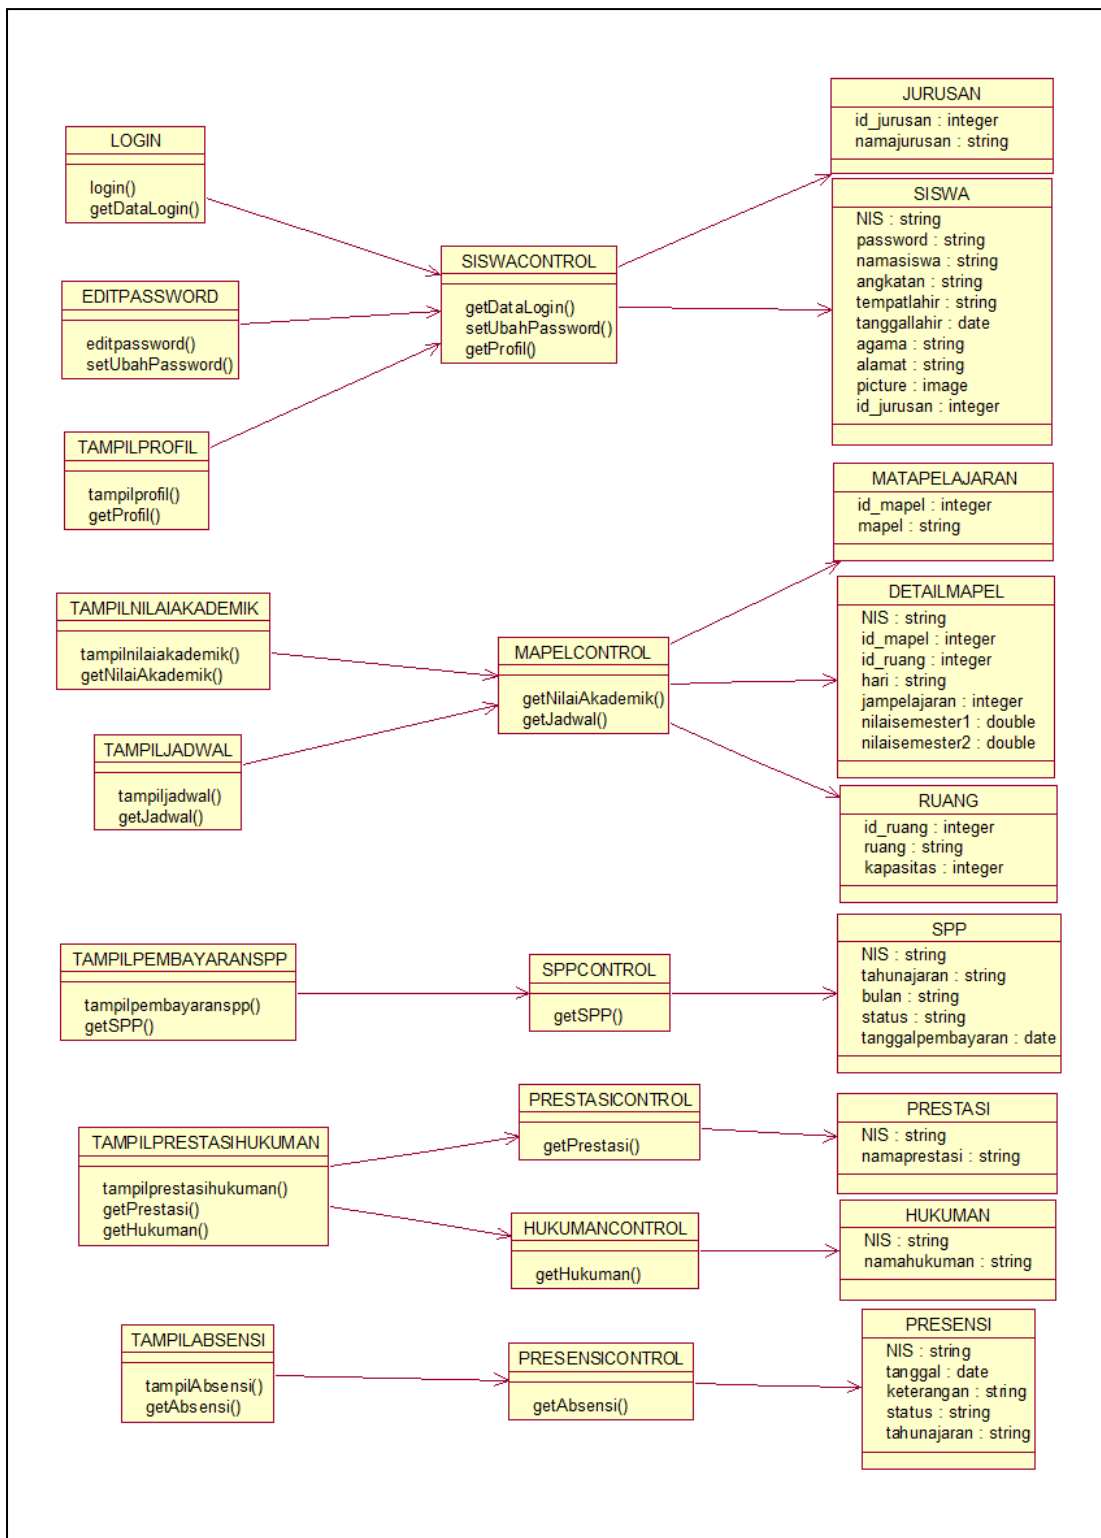 LOGIN
login()
getDataLogin()
EDITPASSWORD
editpassword()
setUbahPassword()
TAMPILPROFIL
tampilprofil()
getProfil()
SISWACONTROL
getDataLogin()
setUbahPassword()
getProfil()
JURUSAN
id_jurusan : integer
namajurusan : string
SISWA
NIS : string
password : string
namasiswa : string
angkatan : string
tempatlahir : string
tanggallahir : date
agama : string
alamat : string
picture : image
id_jurusan : integer
TAMPILNILAIAKADEMIK
tampilnilaiakademik()
getNilaiAkademik()
TAMPILJADWAL
tampiljadwal()
getJadwal()
MAPELCONTROL
getNilaiAkademik()
getJadwal()
MATAPELAJARAN
id_mapel : integer
mapel : string
DETAILMAPEL
NIS : string
id_mapel : integer
id_ruang : integer
hari : string
jampelajaran : integer
nilaisemester1 : double
nilaisemester2 : double
RUANG
id_ruang : integer
ruang : string
kapasitas : integer
TAMPILPEMBAYARANSPP
tampilpembayaranspp()
getSPP()
SPPCONTROL
getSPP()
SPP
NIS : string
tahunajaran : string
bulan : string
status : string
tanggalpembayaran : date
TAMPILPRESTASIHUKUMAN
tampilprestasihukuman()
getPrestasi()
getHukuman()
PRESTASICONTROL
getPrestasi()
PRESTASI
NIS : string
namaprestasi : string
HUKUMANCONTROL
getHukuman()
HUKUMAN
NIS : string
namahukuman : string
TAMPILABSENSI
tampilAbsensi()
getAbsensi()
PRESENSICONTROL
getAbsensi()
PRESENSI
NIS : string
tanggal : date
keterangan : string
status : string
tahunajaran : string